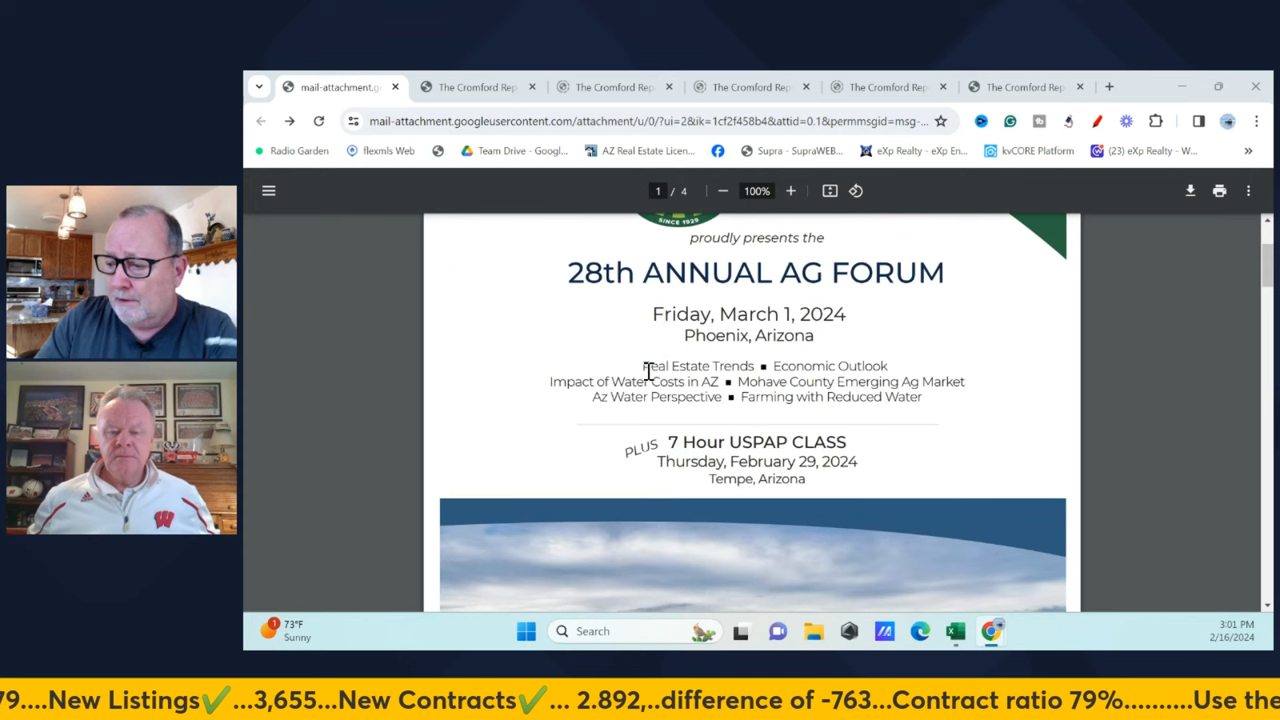 mail-attachment.g
The Cromford Rep
The Cromford Rep
The Cromford Rep
The Cromford Rep
The Cromford Rep
mail-attachment.googleusercontent.com/attachment/u/0/?ui=2&ik=1cf2f458b4&attid=0.1&permmsgid=msg-...
Radio Garden
flexmls Web
Team Drive - Googl...
AZ Real Estate Licen...
Supra - SupraWEB...
eXp Realty - eXp En...
kvCORE Platform
(23) eXp Realty - W...
1 / 4
100%
SINCE 1929
proudly presents the
28th ANNUAL AG FORUM
Friday, March 1, 2024
Phoenix, Arizona
Real Estate Trends ▪ Economic Outlook
Impact of Water Costs in AZ ▪ Mohave County Emerging Ag Market
Az Water Perspective ▪ Farming with Reduced Water
PLUS 7 Hour USPAP CLASS
Thursday, February 29, 2024
Tempe, Arizona
W
1
73°F
Sunny
Search
3:01 PM
2/16/2024
79....New Listings✔...3,655...New Contracts✔... 2.892,..difference of -763...Contract ratio 79%..........Use the